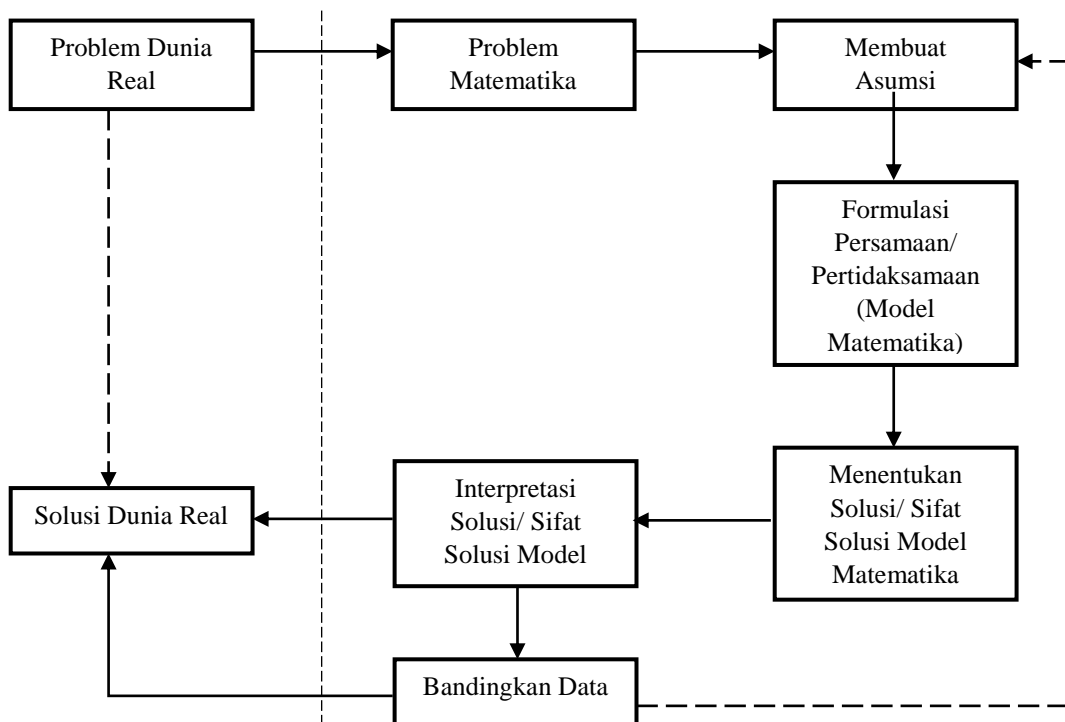 Problem Dunia
Real
Problem
Matematika
Membuat
Asumsi
Formulasi
Persamaan/
Pertidaksamaan
(Model
Matematika)
Menentukan
Solusi/ Sifat
Solusi Model
Matematika
Interpretasi
Solusi/ Sifat
Solusi Model
Solusi Dunia Real
Bandingkan Data